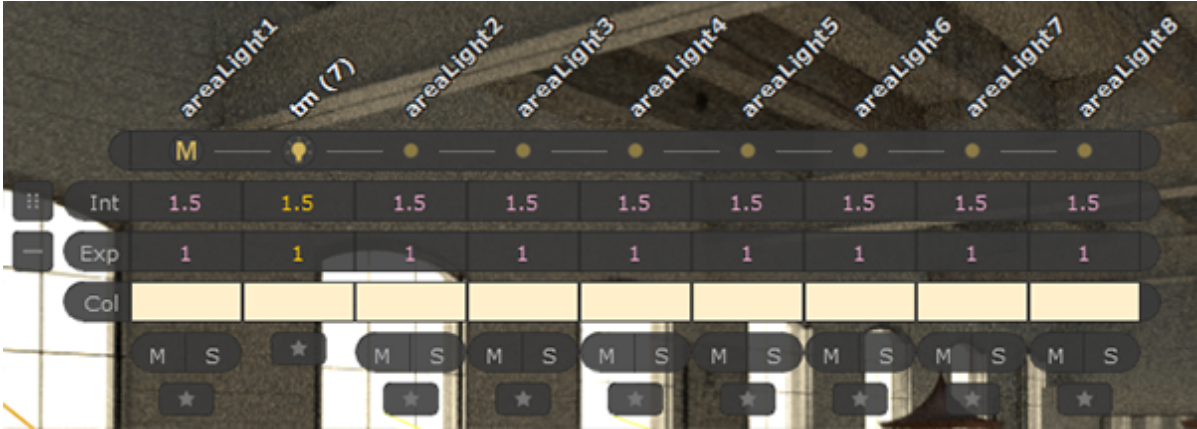 areaLight1 tm (7) areaLight2 areaLight3 areaLight4 areaLight5 areaLight6 areaLight7 areaLight8
M
Int 1.5 1.5 1.5 1.5 1.5 1.5 1.5 1.5 1.5
Exp 1 1 1 1 1 1 1 1 1
Col
M S M S M S M S M S M S M S M S